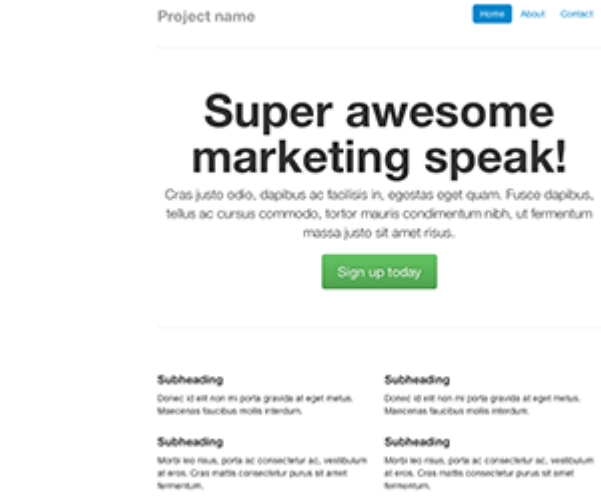 Project name
Home About Contact
Super awesome
marketing speak!
Cras justo odio, dapibus ac facilisis in, egestas eget quam. Fusce dapibus,
tellus ac cursus commodo, tortor mauris condimentum nibh, ut fermentum
massa justo sit amet risus.
Sign up today
Subheading
Donec id elit non mi porta gravida at eget metus.
Maecenas faucibus mollis interdum.
Subheading
Donec id elit non mi porta gravida at eget metus.
Maecenas faucibus mollis interdum.
Subheading
Morbi leo risus, porta ac consectetur ac, vestibulum
at eros. Cras mattis consectetur purus sit amet
fermentum.
Subheading
Morbi leo risus, porta ac consectetur ac, vestibulum
at eros. Cras mattis consectetur purus sit amet
fermentum.